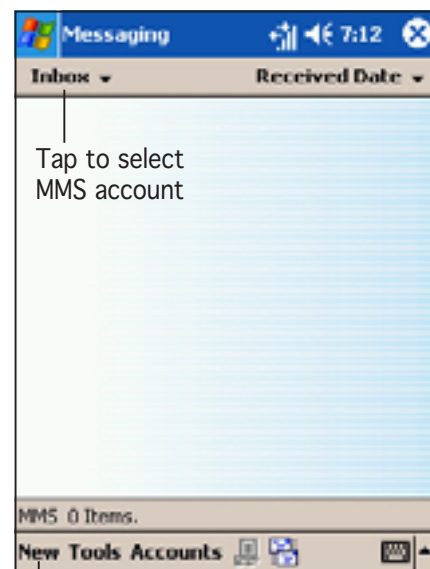 Messaging 7:12
Inbox Received Date
Tap to select
MMS account
MMS 0 Items.
New Tools Accounts